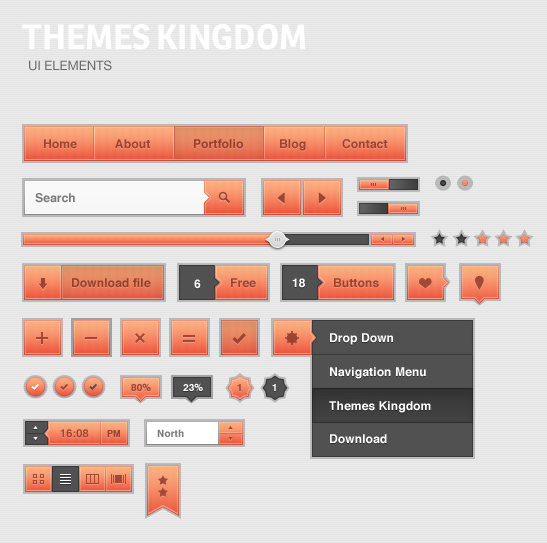 THEMES KINGDOM
UI ELEMENTS
Home About Portfolio Blog Contact
Search
Download file 6 Free 18 Buttons
Drop Down
Navigation Menu
Themes Kingdom
Download
80% 23% 1 1
16:08 PM North